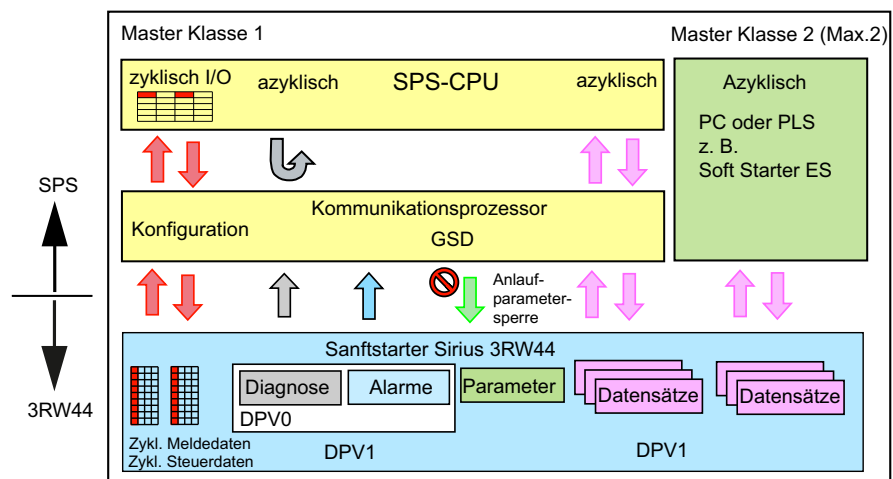 Master Klasse 1
Master Klasse 2 (Max.2)
zyklisch I/O
azyklisch
SPS-CPU
azyklisch
Azyklisch
PC oder PLS
z. B.
Soft Starter ES
SPS
Kommunikationsprozessor
Konfiguration
GSD
Anlauf-
parameter-
sperre
3RW44
Sanftstarter Sirius 3RW44
Diagnose
Alarme
Parameter
Datensätze
Datensätze
DPV0
Zykl. Meldedaten
Zykl. Steuerdaten
DPV1
DPV1